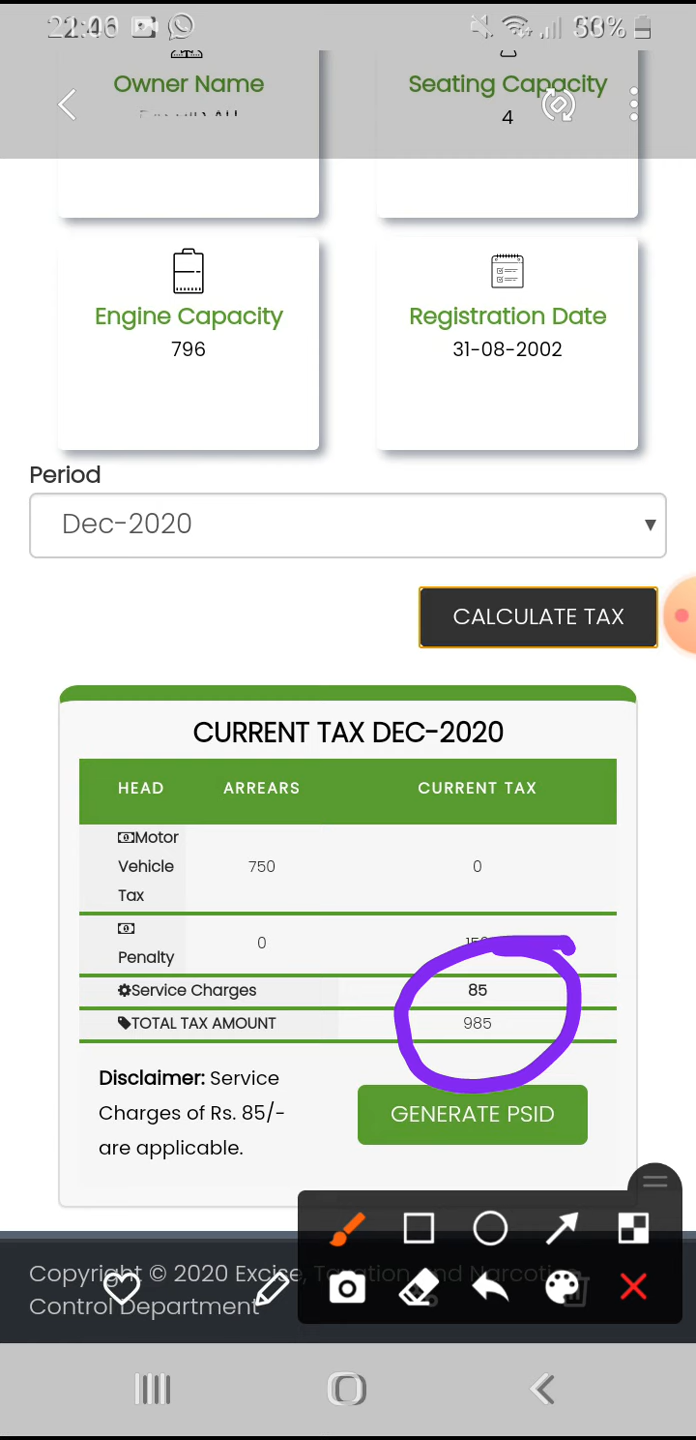 22:46 50%
Owner Name
Seating Capacity
4
Engine Capacity
796
Registration Date
31-08-2002
Period
Dec-2020
CALCULATE TAX
CURRENT TAX DEC-2020
HEAD ARREARS CURRENT TAX
Motor
Vehicle 750 0
Tax
Penalty 0
Service Charges 85
TOTAL TAX AMOUNT 985
Disclaimer: Service
Charges of Rs. 85/-
are applicable.
GENERATE PSID
Copyright © 2020 Excise, Taxation and Narcotic
Control Department